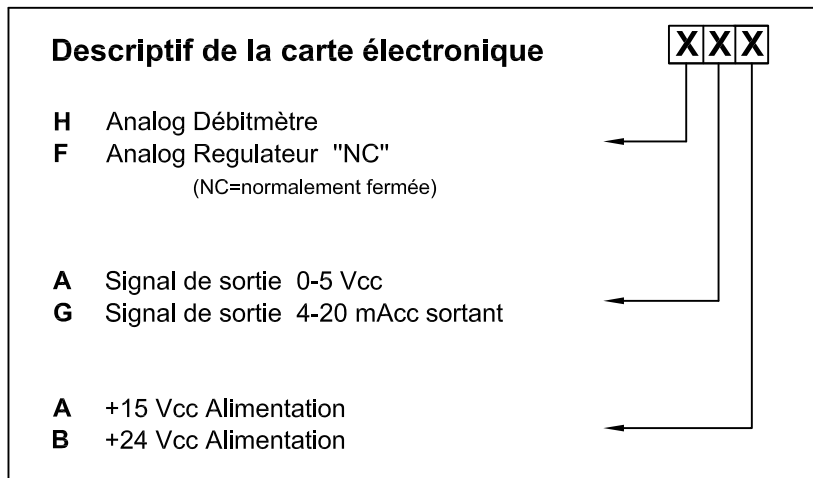 Descriptif de la carte électronique XXX
H Analog Débitmètre
F Analog Regulateur "NC"
(NC=normalement fermée)
A Signal de sortie 0-5 Vcc
G Signal de sortie 4-20 mAcc sortant
A +15 Vcc Alimentation
B +24 Vcc Alimentation